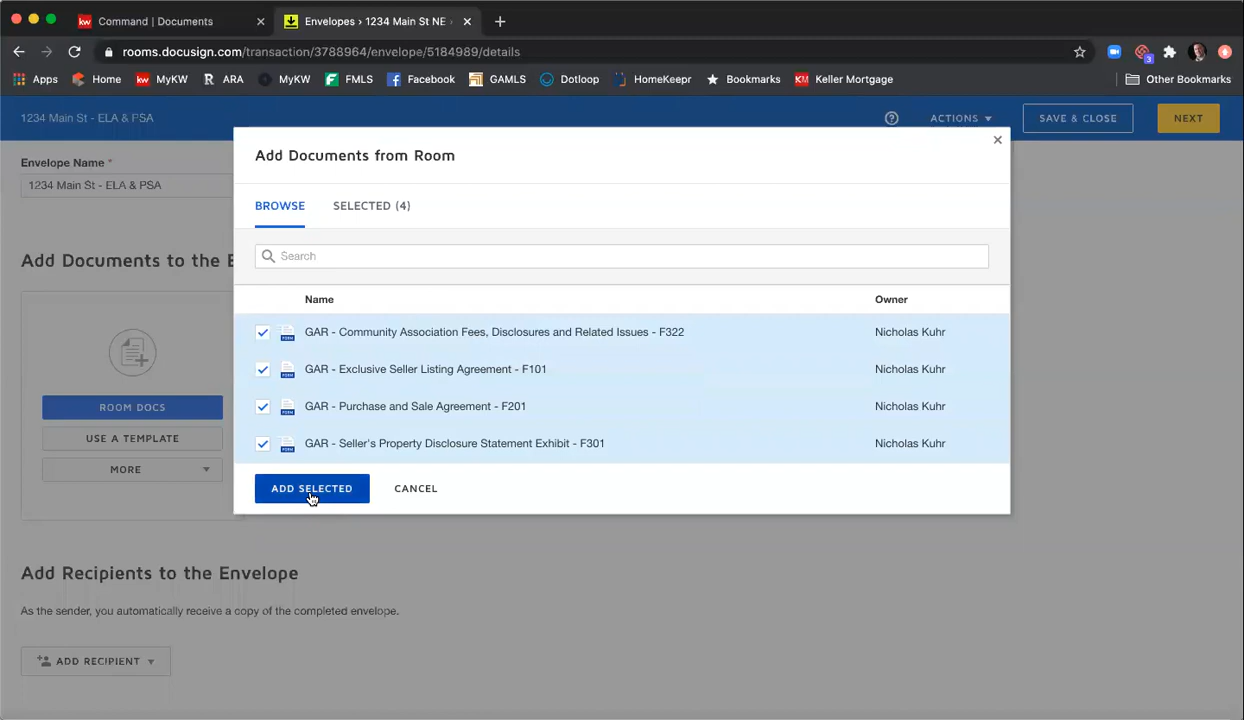 Command | Documents
Envelopes › 1234 Main St NE
rooms.docusign.com/transaction/3788964/envelope/5184989/details
Apps Home kw MyKW R ARA MyKW FMLS Facebook GAMLS Dotloop HomeKeepr Bookmarks KM Keller Mortgage Other Bookmarks
1234 Main St - ELA & PSA ACTIONS SAVE & CLOSE NEXT
Envelope Name *
1234 Main St - ELA & PSA
Add Documents from Room
BROWSE SELECTED (4)
Search
Name Owner
GAR - Community Association Fees, Disclosures and Related Issues - F322 Nicholas Kuhr
GAR - Exclusive Seller Listing Agreement - F101 Nicholas Kuhr
GAR - Purchase and Sale Agreement - F201 Nicholas Kuhr
GAR - Seller's Property Disclosure Statement Exhibit - F301 Nicholas Kuhr
ADD SELECTED CANCEL
Add Documents to the E
ROOM DOCS
USE A TEMPLATE
MORE
Add Recipients to the Envelope
As the sender, you automatically receive a copy of the completed envelope.
ADD RECIPIENT